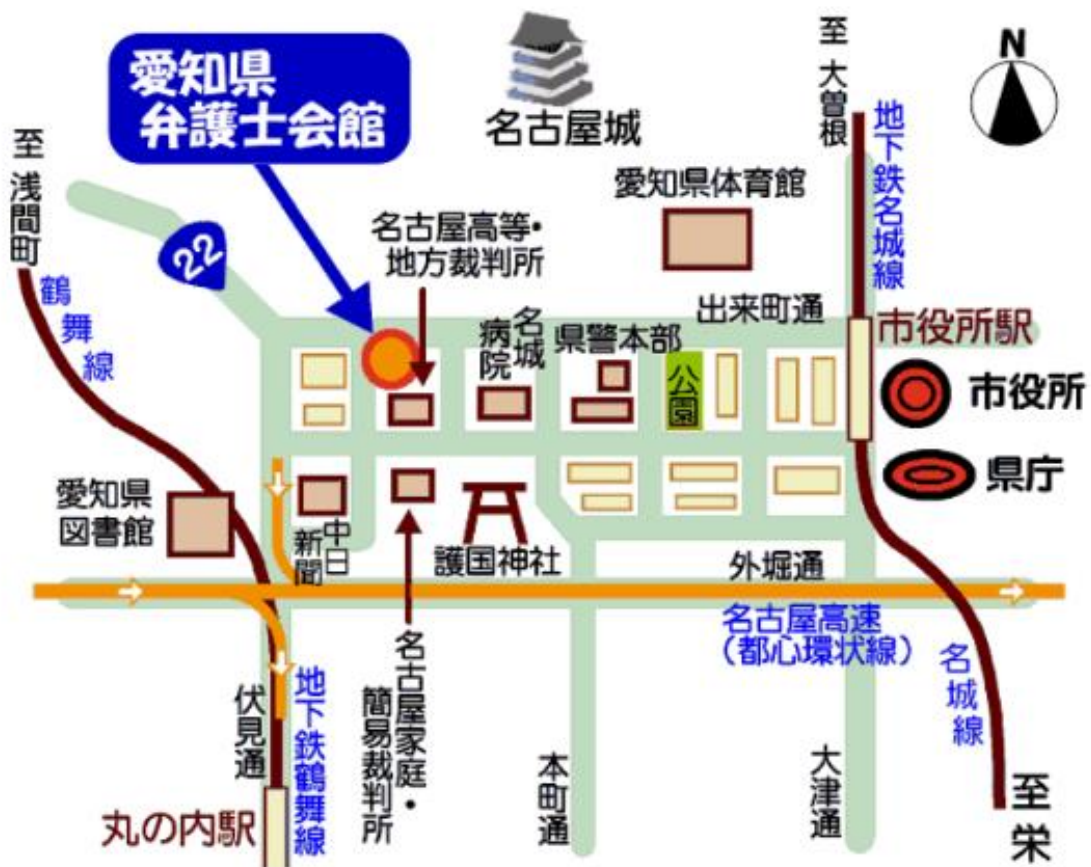 愛知県
弁護士会館
名古屋城
至 大曽根
N
地下鉄名城線
至 浅間町
鶴舞線
22
愛知県体育館
名古屋高等・
地方裁判所
出来町通
市役所駅
名城
病院
県警本部
公園
市役所
県庁
愛知県
図書館
中日
新聞
護国神社
外堀通
名古屋高速
(都心環状線)
名城線
伏見通
地下鉄鶴舞線
名古屋家庭・
簡易裁判所
本町通
大津通
至 栄
丸の内駅